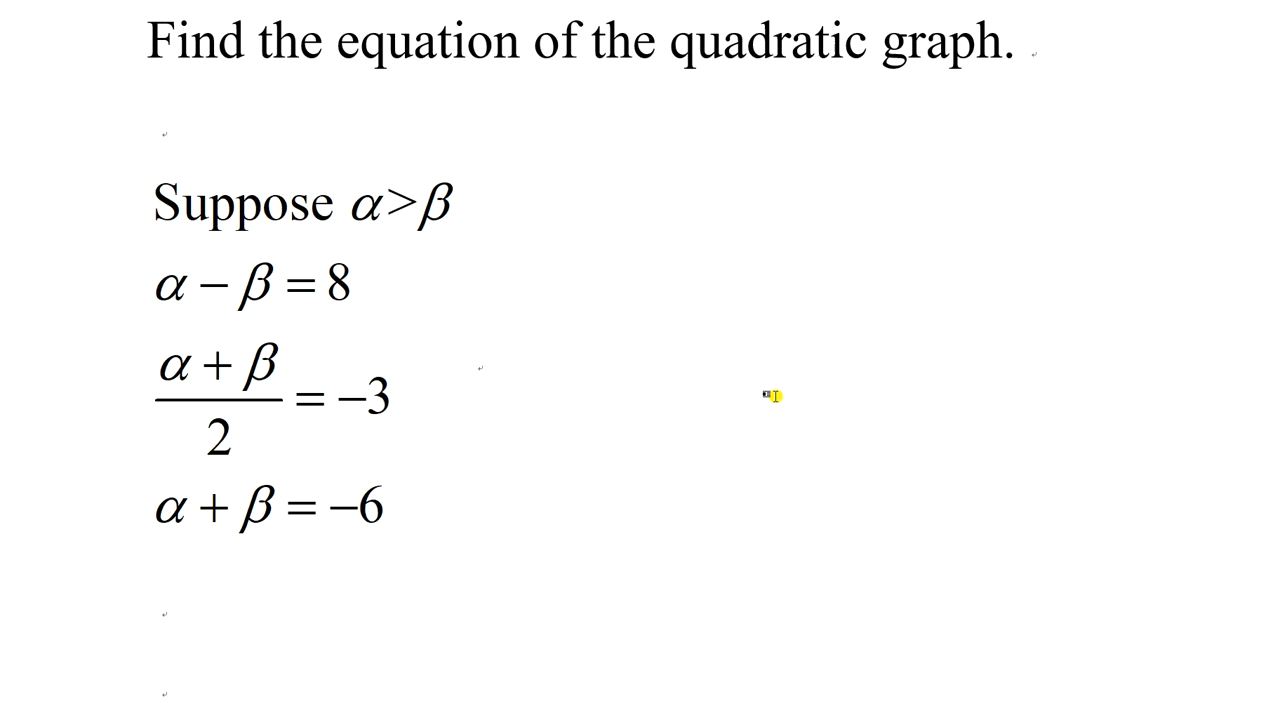 Find the equation of the quadratic graph.
Suppose α>β
α − β = 8
α + β
2
= −3
α + β = −6